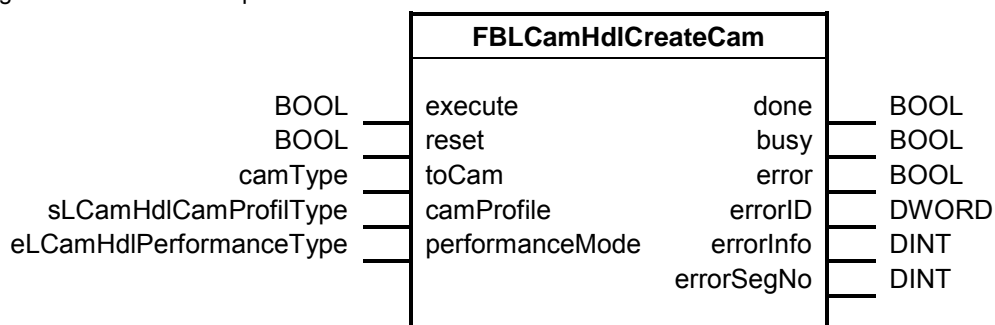 FBLCamHdlCreateCam
BOOL execute done BOOL
BOOL reset busy BOOL
camType toCam error BOOL
sLCamHdlCamProfilType camProfile errorID DWORD
eLCamHdlPerformanceType performanceMode errorInfo DINT
errorSegNo DINT